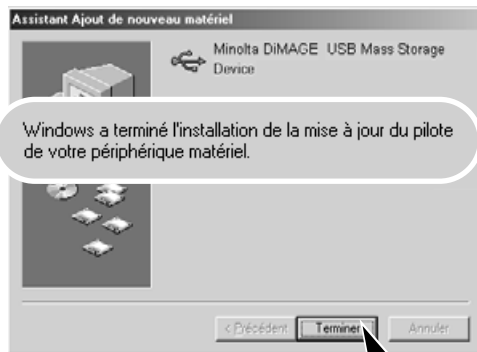 Assistant Ajout de nouveau matériel
Minolta DiMAGE USB Mass Storage
Device
Windows a terminé l'installation de la mise à jour du pilote
de votre périphérique matériel.
< Précédent Terminer Annuler